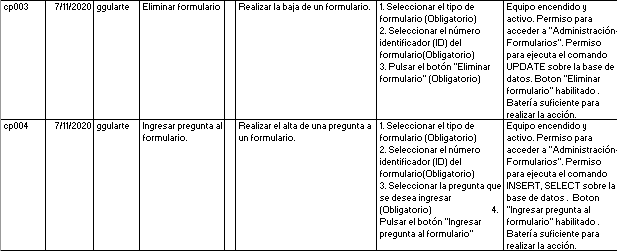 cp003 7/11/2020 ggularte Eliminar formulario Realizar la baja de un formulario.
1. Seleccionar el tipo de
formulario (Obligatorio)
2. Seleccionar el número
identificador (ID) del
formulario(Obligatorio)
3. Pulsar el botón "Eliminar
formulario" (Obligatorio)
Equipo encendido y
activo. Permiso para
acceder a "Administración-
Formularios". Permiso
para ejecuta el comando
UPDATE sobre la base de
datos. Boton "Eliminar
formulario" habilitado .
Batería suficiente para
realizar la acción.
cp004 7/11/2020 ggularte
Ingresar pregunta al
formulario.
Realizar el alta de una pregunta a
un formulario.
1. Seleccionar el tipo de
formulario (Obligatorio)
2. Seleccionar el número
identificador (ID) del
formulario(Obligatorio)
3. Seleccionar la pregunta que
se desea ingresar
(Obligatorio) 4.
Pulsar el botón "Ingresar
pregunta al formulario"
Equipo encendido y
activo. Permiso para
acceder a "Administración-
Formularios". Permiso
para ejecuta el comando
INSERT, SELECT sobre la
base de datos . Boton
"Ingresar pregunta al
formulario" habilitado .
Batería suficiente para
realizar la acción.